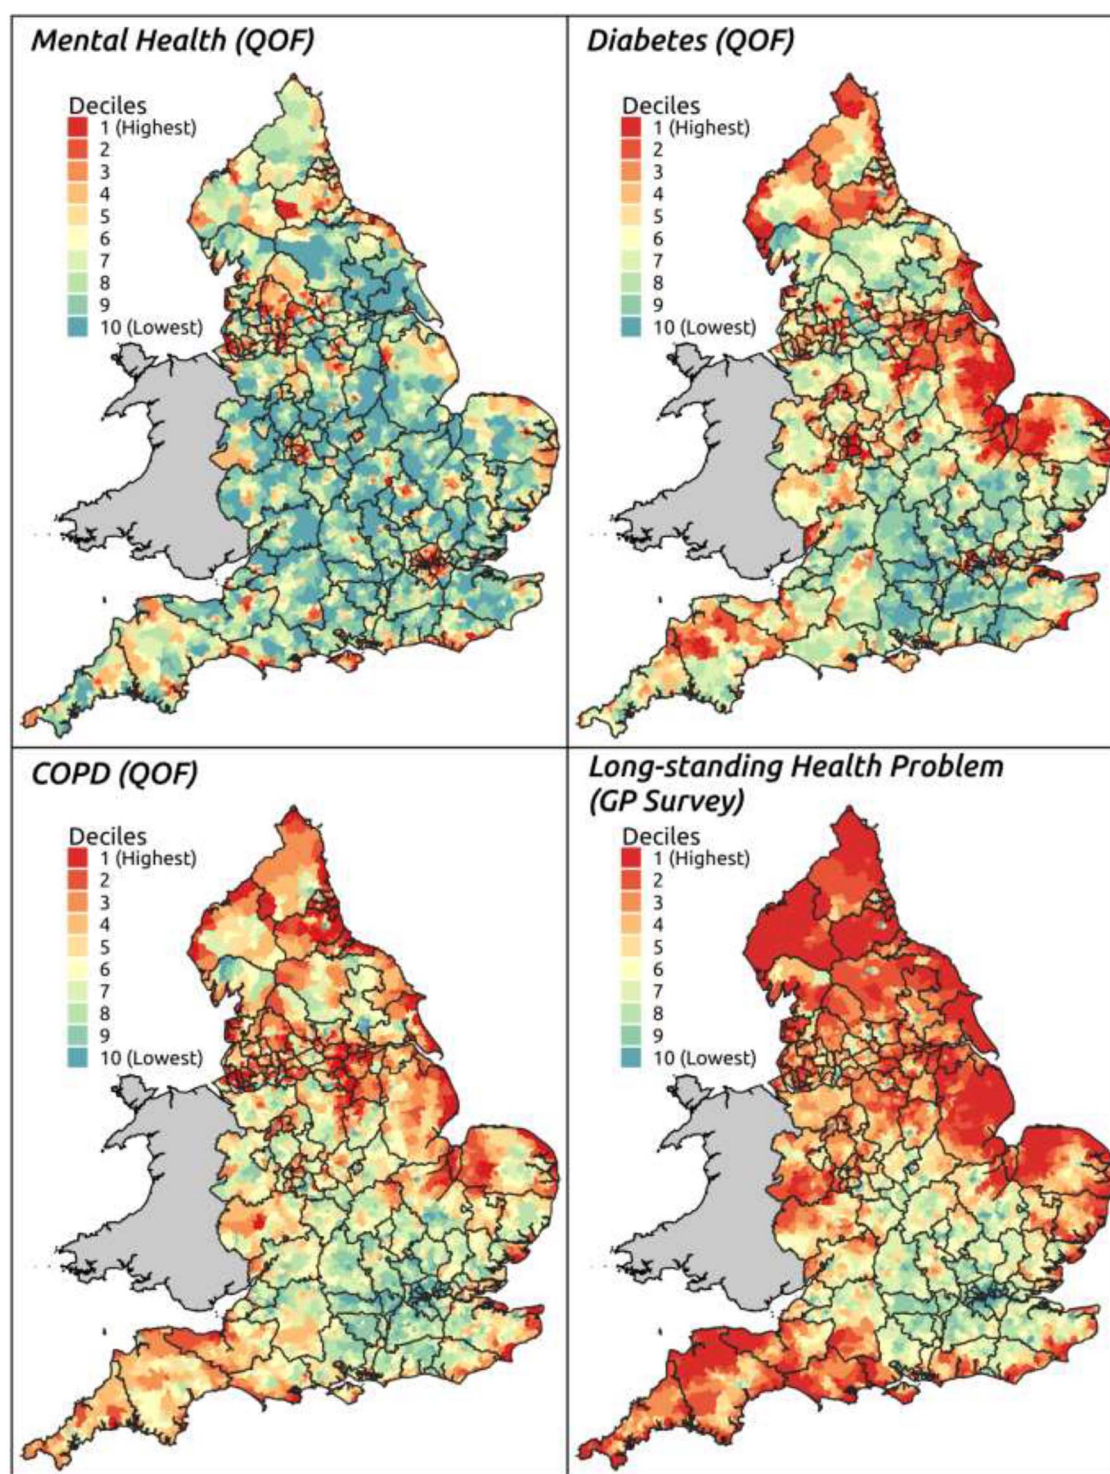 Mental Health (QOF)
Deciles
1 (Highest)
2
3
4
5
6
7
8
9
10 (Lowest)
Diabetes (QOF)
Deciles
1 (Highest)
2
3
4
5
6
7
8
9
10 (Lowest)
COPD (QOF)
Deciles
1 (Highest)
2
3
4
5
6
7
8
9
10 (Lowest)
Long-standing Health Problem
(GP Survey)
Deciles
1 (Highest)
2
3
4
5
6
7
8
9
10 (Lowest)